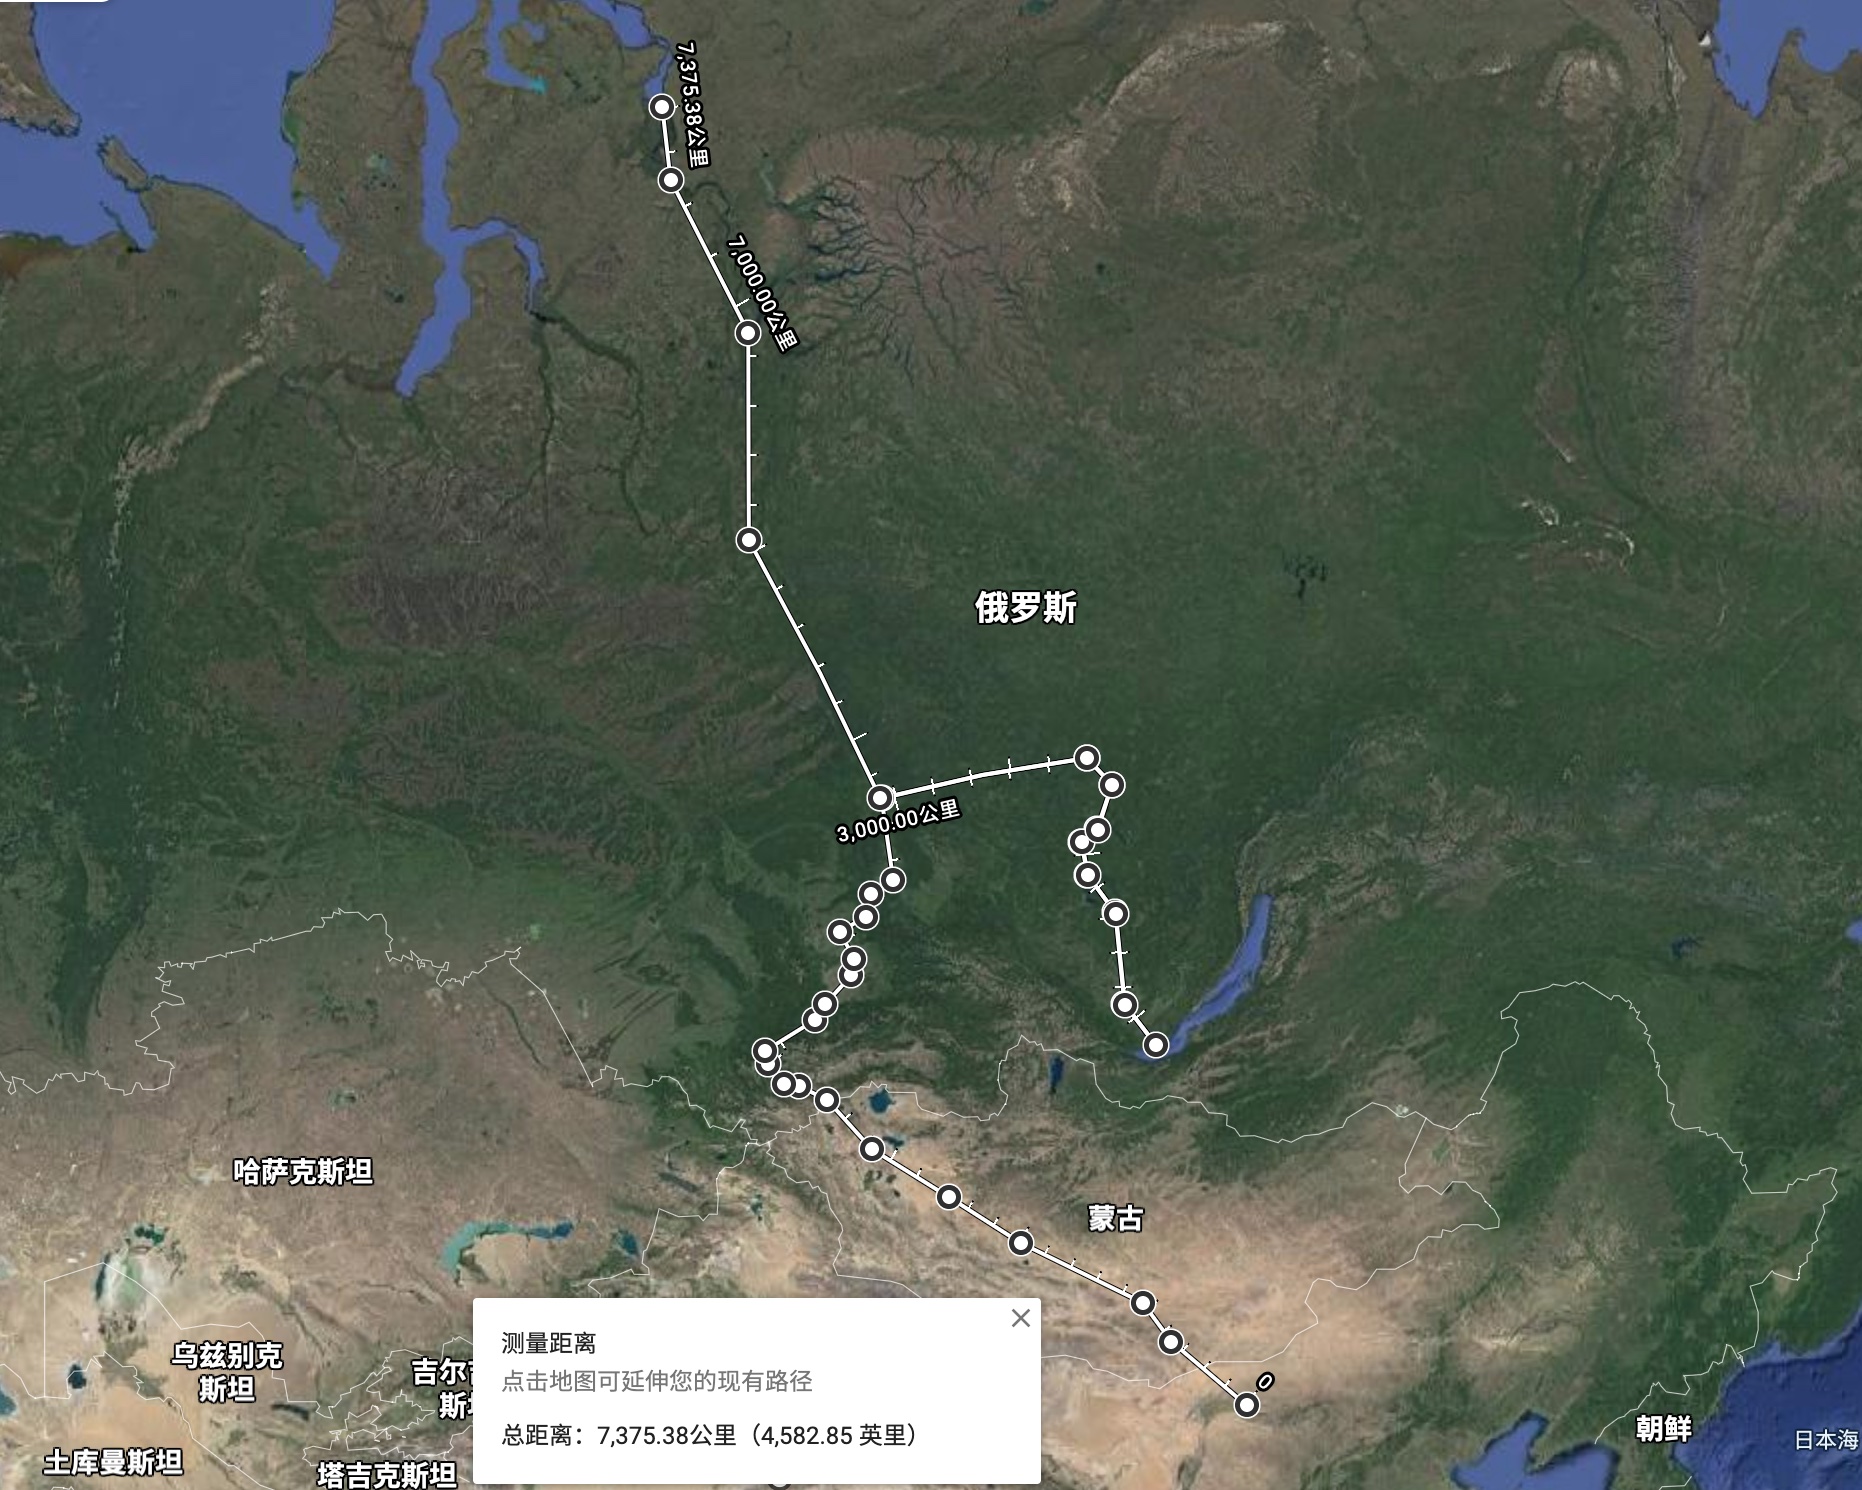 7,375.38公里
7,000.00公里
俄罗斯
3,000.00公里
哈萨克斯坦
蒙古
乌兹别克
斯坦
吉尔吉
斯坦
0
朝鲜
日本海
土库曼斯坦
塔吉克斯坦
测量距离
点击地图可延伸您的现有路径
总距离：7,375.38公里（4,582.85 英里）